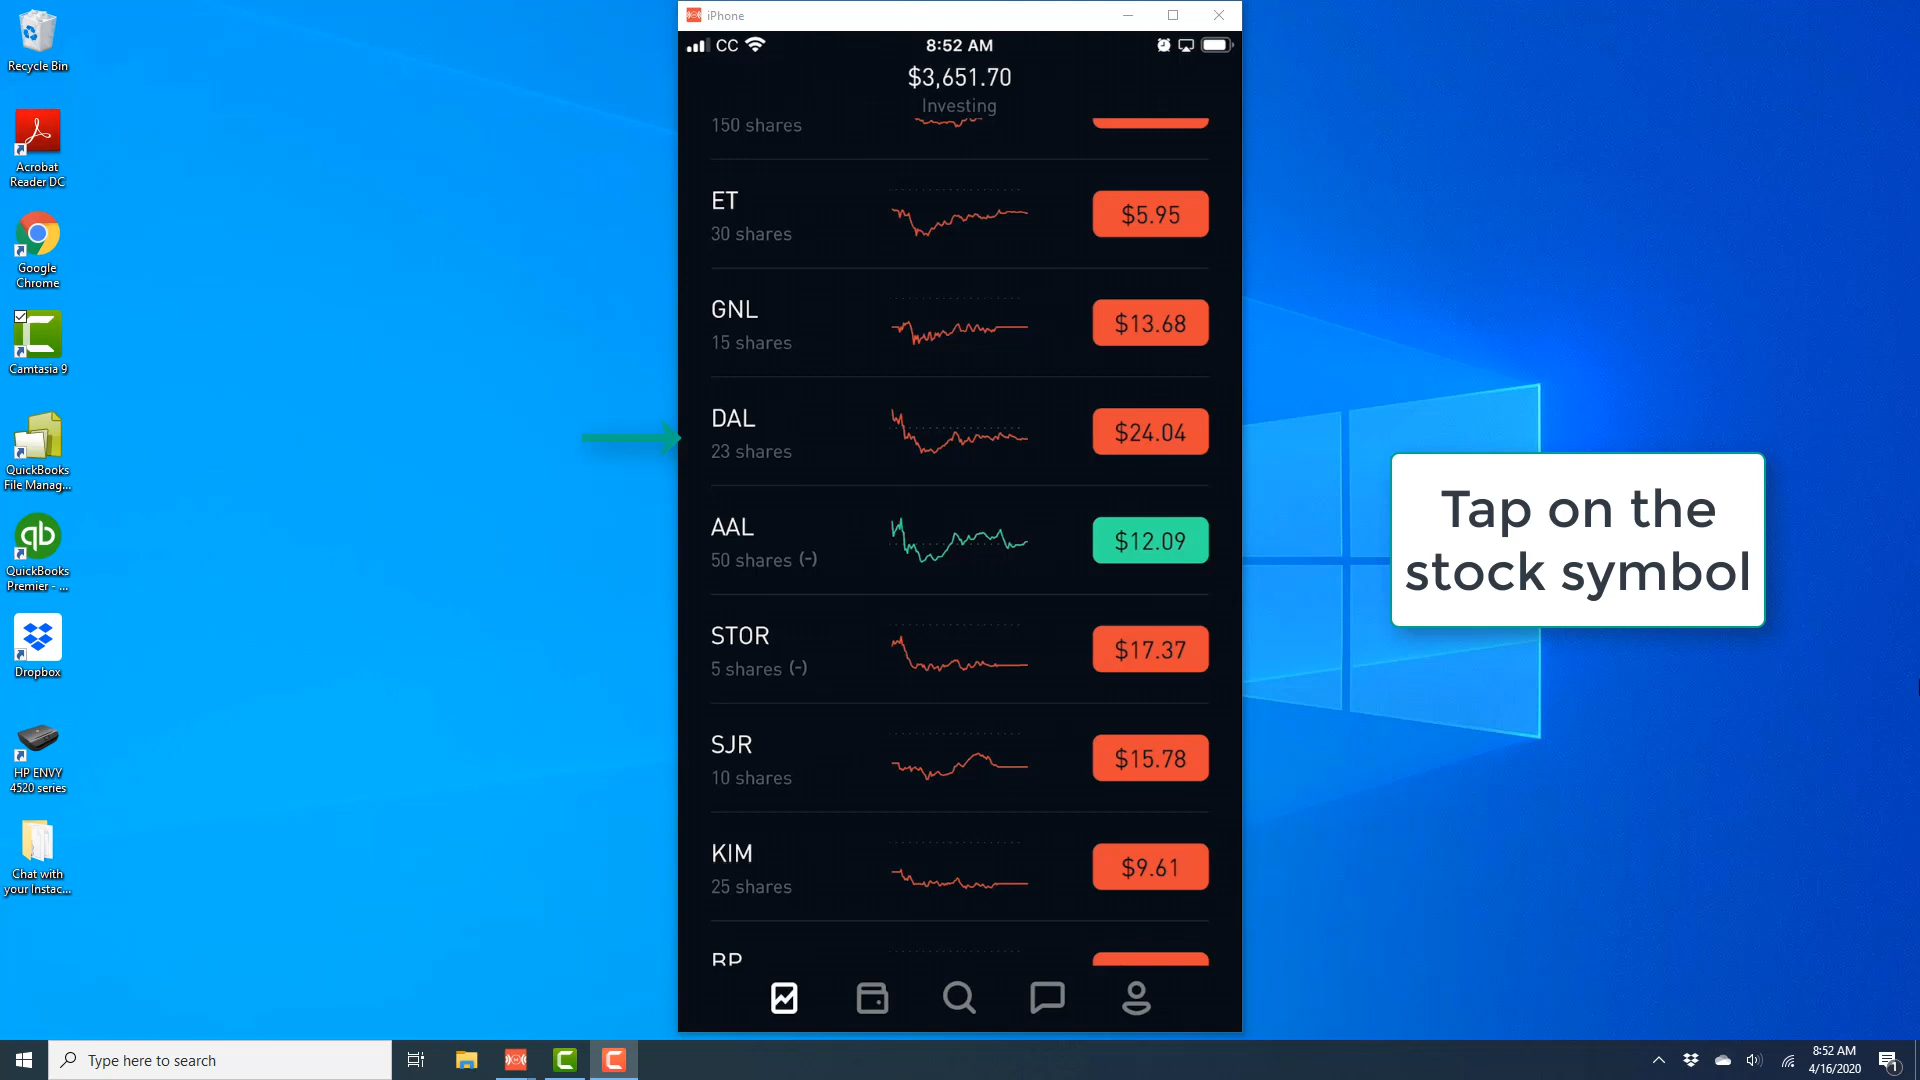 Recycle Bin
Acrobat
Reader DC
Google
Chrome
Camtasia 9
QuickBooks
File Manag...
qb
QuickBooks
Premier - ...
Dropbox
HP ENVY
4520 series
Chat with
your Instac...
iPhone
CC
8:52 AM
$3,651.70
Investing
150 shares
ET
30 shares
$5.95
GNL
15 shares
$13.68
DAL
23 shares
$24.04
AAL
50 shares (-)
$12.09
STOR
5 shares (-)
$17.37
SJR
10 shares
$15.78
KIM
25 shares
$9.61
BP
Tap on the
stock symbol
Type here to search
8:52 AM
4/16/2020
1